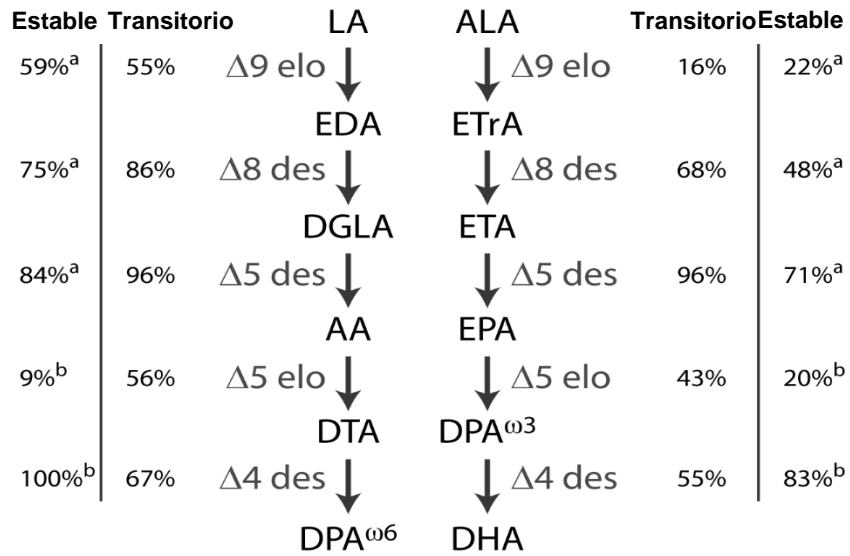 Estable Transitorio LA ALA Transitorio Estable
59%ᵃ 55% Δ9 elo Δ9 elo 16% 22%ᵃ
EDA ETrA
75%ᵃ 86% Δ8 des Δ8 des 68% 48%ᵃ
DGLA ETA
84%ᵃ 96% Δ5 des Δ5 des 96% 71%ᵃ
AA EPA
9%ᵇ 56% Δ5 elo Δ5 elo 43% 20%ᵇ
DTA DPAω3
100%ᵇ 67% Δ4 des Δ4 des 55% 83%ᵇ
DPAω6 DHA